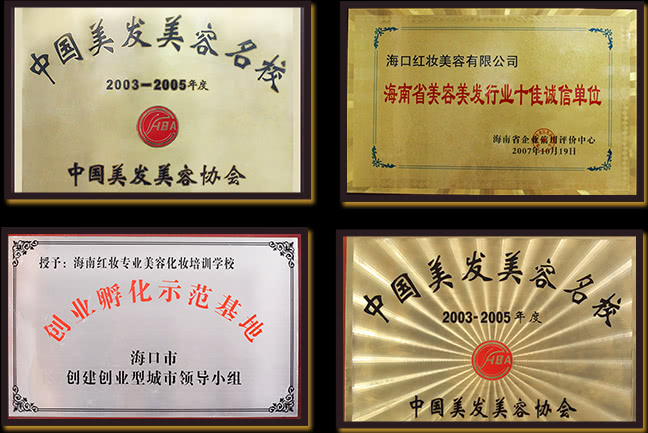 中国美发美容名校
2003-2005年度
HBA
中国美发美容协会
海口红妆美容有限公司
海南省美容美发行业十佳诚信单位
海南省企业信用评价中心
2007年10月19日
授予：海南红妆专业美容化妆培训学校
创业孵化示范基地
海口市
创建创业型城市领导小组
中国美发美容名校
2003-2005年度
HBA
中国美发美容协会